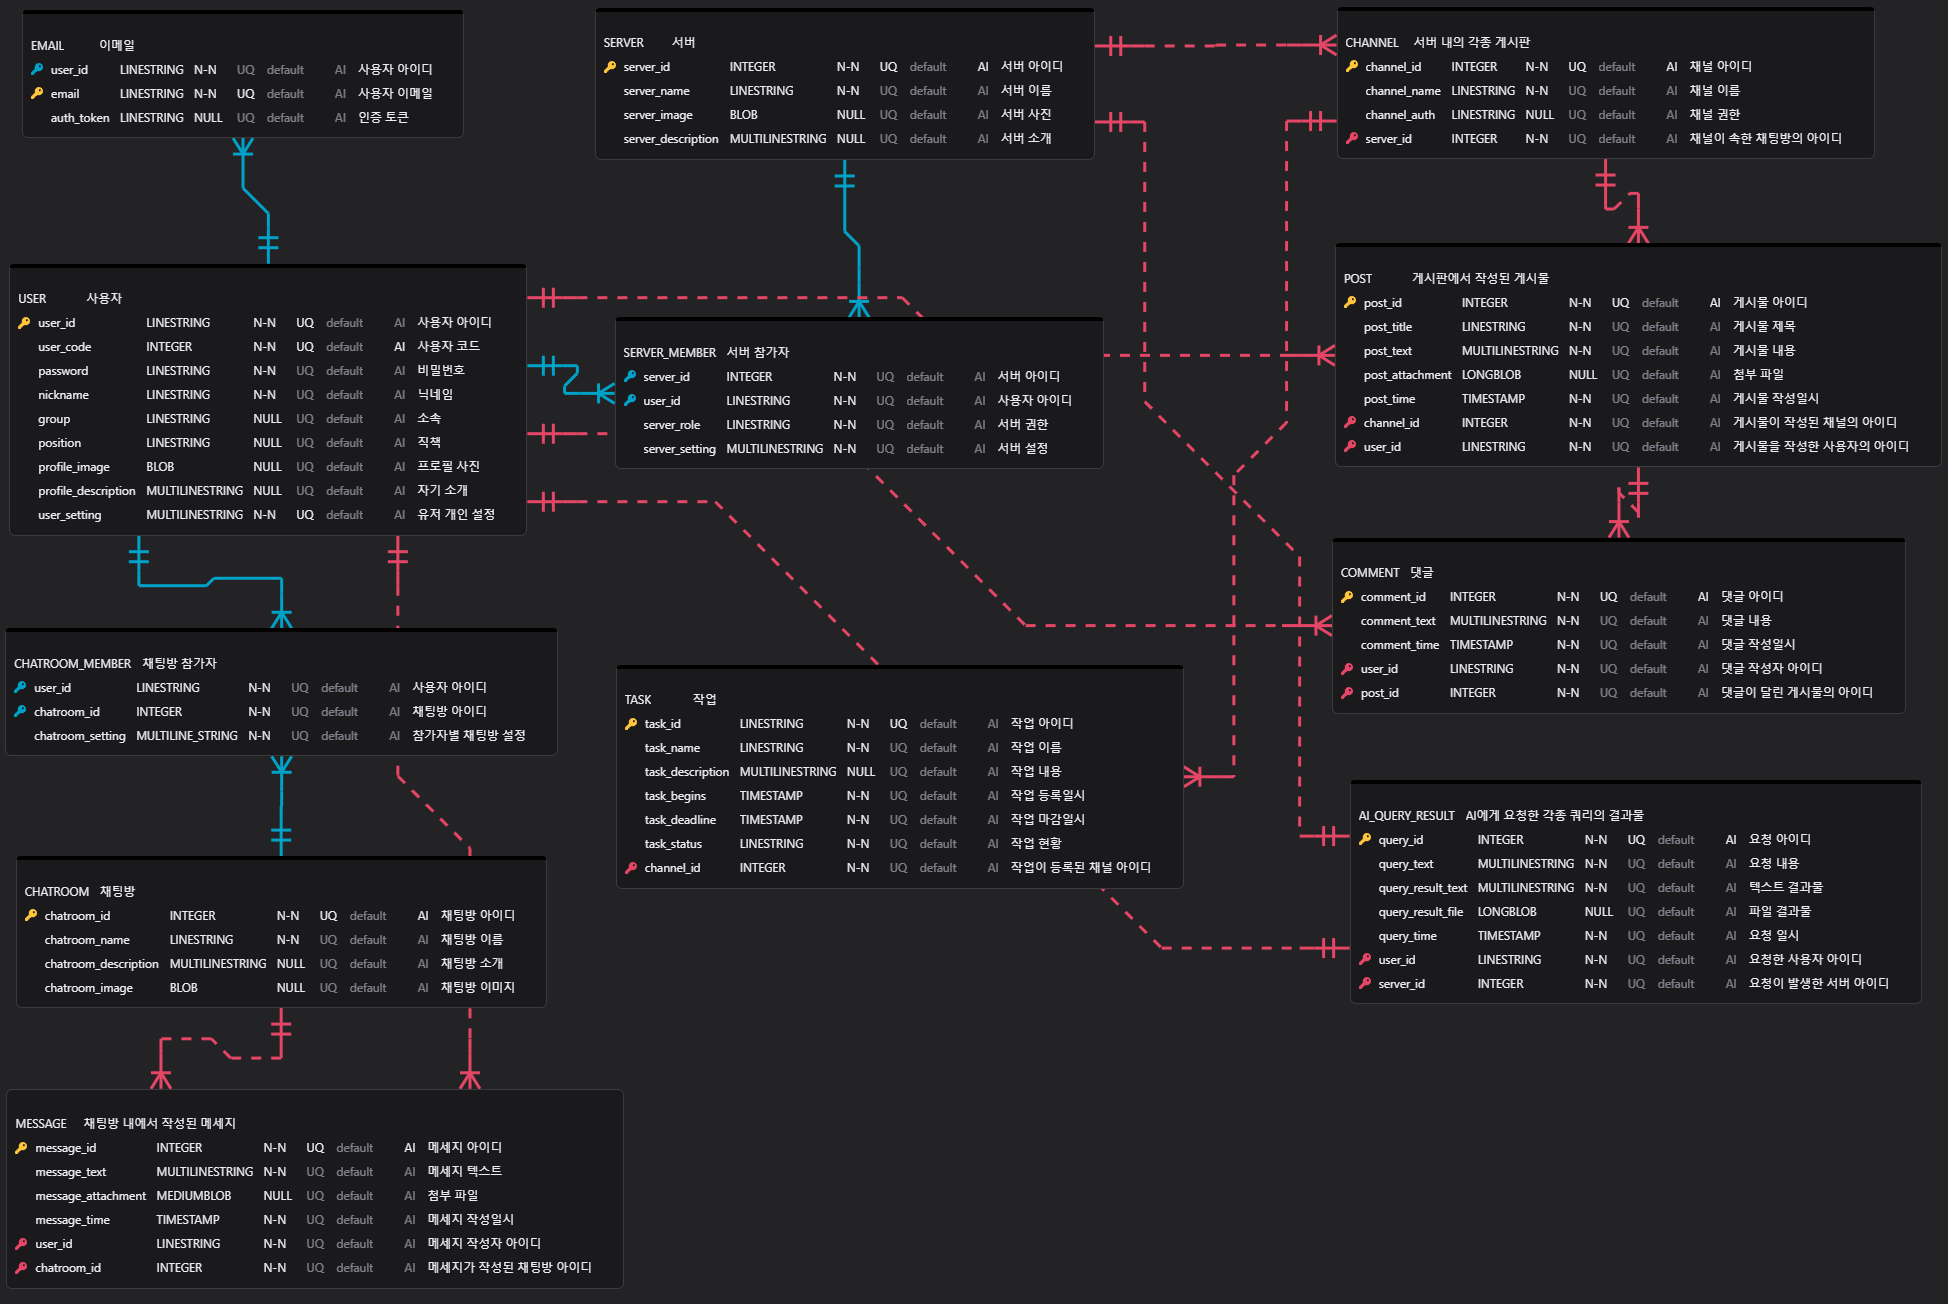 EMAIL 이메일
user_id LINESTRING N-N UQ default AI 사용자 아이디
email LINESTRING N-N UQ default AI 사용자 이메일
auth_token LINESTRING NULL UQ default AI 인증 토큰
SERVER 서버
server_id INTEGER N-N UQ default AI 서버 아이디
server_name LINESTRING N-N UQ default AI 서버 이름
server_image BLOB NULL UQ default AI 서버 사진
server_description MULTILINESTRING NULL UQ default AI 서버 소개
CHANNEL 서버 내의 각종 게시판
channel_id INTEGER N-N UQ default AI 채널 아이디
channel_name LINESTRING N-N UQ default AI 채널 이름
channel_auth LINESTRING NULL UQ default AI 채널 권한
server_id INTEGER N-N UQ default AI 채널이 속한 채팅방의 아이디
USER 사용자
user_id LINESTRING N-N UQ default AI 사용자 아이디
user_code INTEGER N-N UQ default AI 사용자 코드
password LINESTRING N-N UQ default AI 비밀번호
nickname LINESTRING N-N UQ default AI 닉네임
group LINESTRING NULL UQ default AI 소속
position LINESTRING NULL UQ default AI 직책
profile_image BLOB NULL UQ default AI 프로필 사진
profile_description MULTILINESTRING NULL UQ default AI 자기 소개
user_setting MULTILINESTRING N-N UQ default AI 유저 개인 설정
SERVER_MEMBER 서버 참가자
server_id INTEGER N-N UQ default AI 서버 아이디
user_id LINESTRING N-N UQ default AI 사용자 아이디
server_role LINESTRING N-N UQ default AI 서버 권한
server_setting MULTILINESTRING N-N UQ default AI 서버 설정
POST 게시판에서 작성된 게시물
post_id INTEGER N-N UQ default AI 게시물 아이디
post_title LINESTRING N-N UQ default AI 게시물 제목
post_text MULTILINESTRING N-N UQ default AI 게시물 내용
post_attachment LONGBLOB NULL UQ default AI 첨부 파일
post_time TIMESTAMP N-N UQ default AI 게시물 작성일시
channel_id INTEGER N-N UQ default AI 게시물이 작성된 채널의 아이디
user_id LINESTRING N-N UQ default AI 게시물을 작성한 사용자의 아이디
COMMENT 댓글
comment_id INTEGER N-N UQ default AI 댓글 아이디
comment_text MULTILINESTRING N-N UQ default AI 댓글 내용
comment_time TIMESTAMP N-N UQ default AI 댓글 작성일시
user_id LINESTRING N-N UQ default AI 댓글 작성자 아이디
post_id INTEGER N-N UQ default AI 댓글이 달린 게시물의 아이디
CHATROOM_MEMBER 채팅방 참가자
user_id LINESTRING N-N UQ default AI 사용자 아이디
chatroom_id INTEGER N-N UQ default AI 채팅방 아이디
chatroom_setting MULTILINE_STRING N-N UQ default AI 참가자별 채팅방 설정
TASK 작업
task_id LINESTRING N-N UQ default AI 작업 아이디
task_name LINESTRING N-N UQ default AI 작업 이름
task_description MULTILINESTRING NULL UQ default AI 작업 내용
task_begins TIMESTAMP N-N UQ default AI 작업 등록일시
task_deadline TIMESTAMP N-N UQ default AI 작업 마감일시
task_status LINESTRING N-N UQ default AI 작업 현황
channel_id INTEGER N-N UQ default AI 작업이 등록된 채널 아이디
AI_QUERY_RESULT AI에게 요청한 각종 쿼리의 결과물
query_id INTEGER N-N UQ default AI 요청 아이디
query_text MULTILINESTRING N-N UQ default AI 요청 내용
query_result_text MULTILINESTRING N-N UQ default AI 텍스트 결과물
query_result_file LONGBLOB NULL UQ default AI 파일 결과물
query_time TIMESTAMP N-N UQ default AI 요청 일시
user_id LINESTRING N-N UQ default AI 요청한 사용자 아이디
server_id INTEGER N-N UQ default AI 요청이 발생한 서버 아이디
CHATROOM 채팅방
chatroom_id INTEGER N-N UQ default AI 채팅방 아이디
chatroom_name LINESTRING N-N UQ default AI 채팅방 이름
chatroom_description MULTILINESTRING NULL UQ default AI 채팅방 소개
chatroom_image BLOB NULL UQ default AI 채팅방 이미지
MESSAGE 채팅방 내에서 작성된 메세지
message_id INTEGER N-N UQ default AI 메세지 아이디
message_text MULTILINESTRING N-N UQ default AI 메세지 텍스트
message_attachment MEDIUMBLOB NULL UQ default AI 첨부 파일
message_time TIMESTAMP N-N UQ default AI 메세지 작성일시
user_id LINESTRING N-N UQ default AI 메세지 작성자 아이디
chatroom_id INTEGER N-N UQ default AI 메세지가 작성된 채팅방 아이디